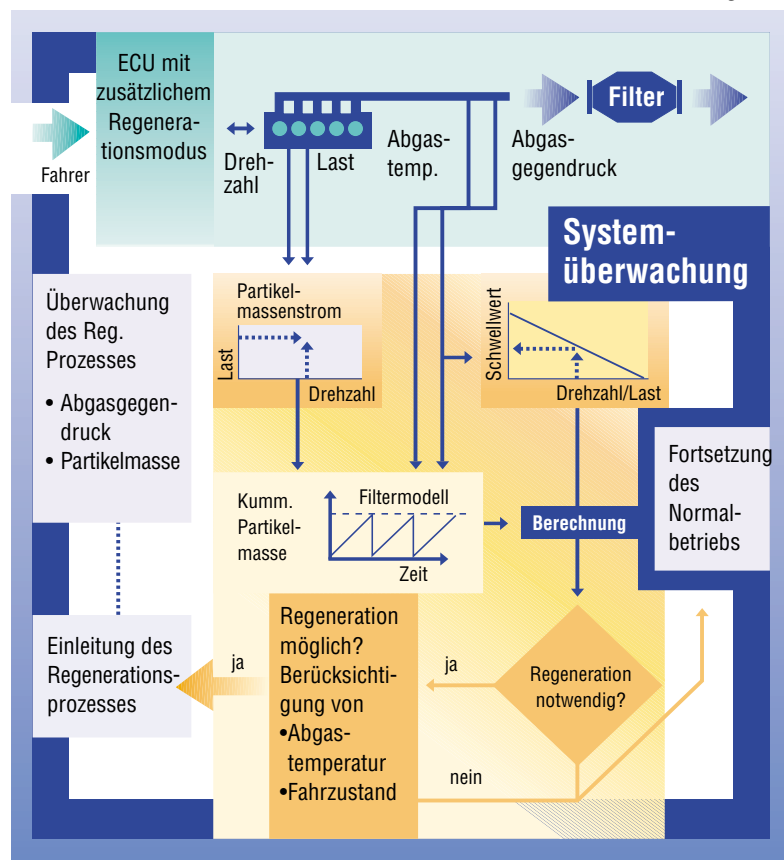 ECU mit
zusätzlichem
Regenera-
tionsmodus
Fahrer
Dreh-
zahl
Last
Abgas-
temp.
Abgas-
gegendruck
Filter
System-
überwachung
Überwachung
des Reg.
Prozesses
• Abgasgegen-
druck
• Partikelmasse
Partikel-
massenstrom
Last
Drehzahl
Schwellwert
Drehzahl/Last
Fortsetzung
des
Normal-
betriebs
Kumm.
Partikel-
masse
Filtermodell
Zeit
Berechnung
Einleitung des
Regenerations-
prozesses
ja
Regeneration
möglich?
Berücksichti-
gung von
•Abgas-
temperatur
•Fahrzustand
ja
Regeneration
notwendig?
nein